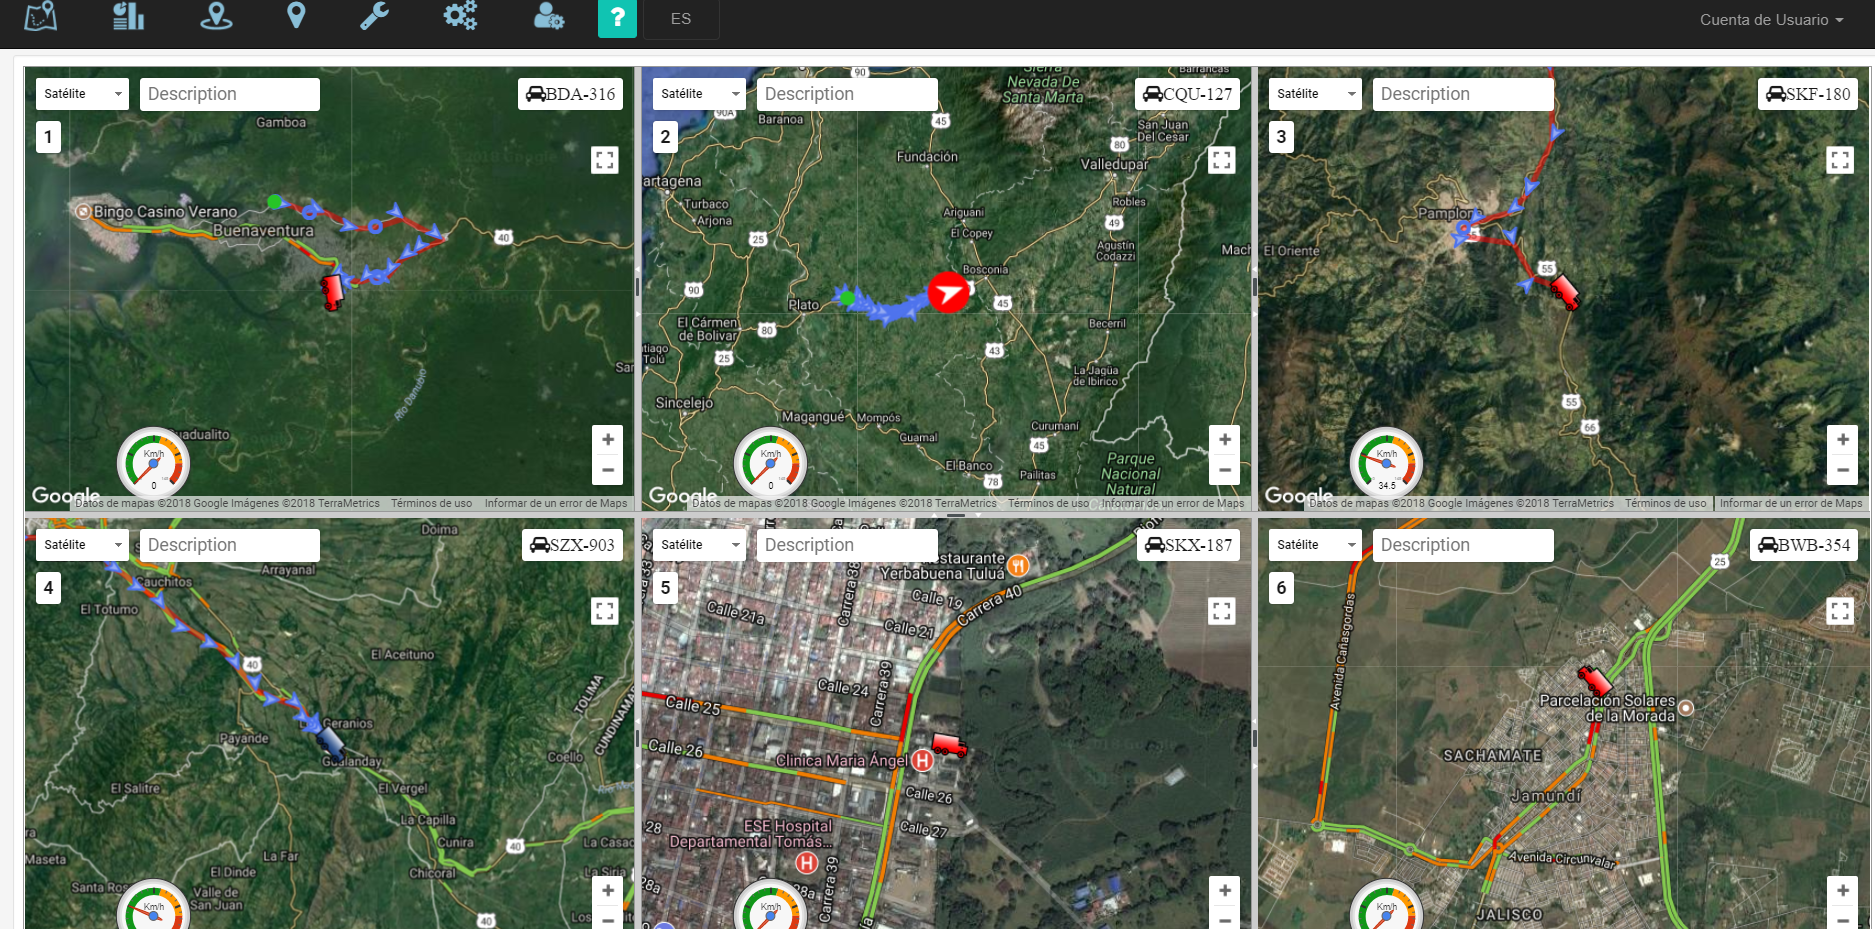 ?
ES
Cuenta de Usuario
Satélite
Description
BDA-316
1
Gamboa
Bingo Casino Verano
Buenaventura
40
Río Danubio
Guadualito
Km/h
0
Google
Datos de mapas ©2018 Google Imágenes ©2018 TerraMetrics
Términos de uso
Informar de un error de Maps
Satélite
Description
CQU-127
2
90
Sierra
Nevada De
Santa Marta
Barrancas
90A
Baranoa
45
San Juan
Del Cesar
80
Fundación
Valledupar
artagena
Turbaco
Arjona
Robles
Ariguaní
El Copey
49
25
Agustín
Codazzi
Mach
Bosconia
90
Plato
45
El Cármen
de Bolívar
80
Becerril
25
43
tiago
Tolú
La Jagua
de Ibirico
Sincelejo
Magangué
Mompós
Curumaní
Guamal
45
El Banco
Pailitas
78
Parque
Nacional
Natural
Km/h
0
Google
Datos de mapas ©2018 Google Imágenes ©2018 TerraMetrics
Términos de uso
Informar de un error de Maps
Satélite
Description
SKF-180
3
Pamplona
El Oriente
55
55
66
Km/h
34.5
Google
Datos de mapas ©2018 Google Imágenes ©2018 TerraMetrics
Términos de uso
Informar de un error de Maps
Satélite
Description
SZX-903
4
Doima
Cauchitos
Arrayanal
El Totumo
40
El Aceituno
TOLIMA
CUNDINAMA
Geranios
Payande
Gualanday
Coello
El Salitre
El Vergel
La Capilla
Cunira
40
La Casac
Maseta
La Far
El Dinde
Chicoral
La Siria
Santa Ros
Valle de
San Juan
40
Los
Km/h
Satélite
Description
SKX-187
5
Restaurante
Yerbabuena Tuluá
Carrera 38
Calle 19
Carrera 40
Calle 21a
Calle 21
Carrera 39
Calle 24
Calle 25
Calle 26
Clinica Maria Ángel
H
Calle 26
28
ESE Hospital
Departamental Tomás...
Calle 27
H
28a
28a
Carrera 39
Km/h
Satélite
Description
BWB-354
6
25
Avenida Cañasgordas
Parcelación Solares
de la Morada
SACHAMATE
Jamundí
Avenida Circunvalar
JALISCO
Km/h